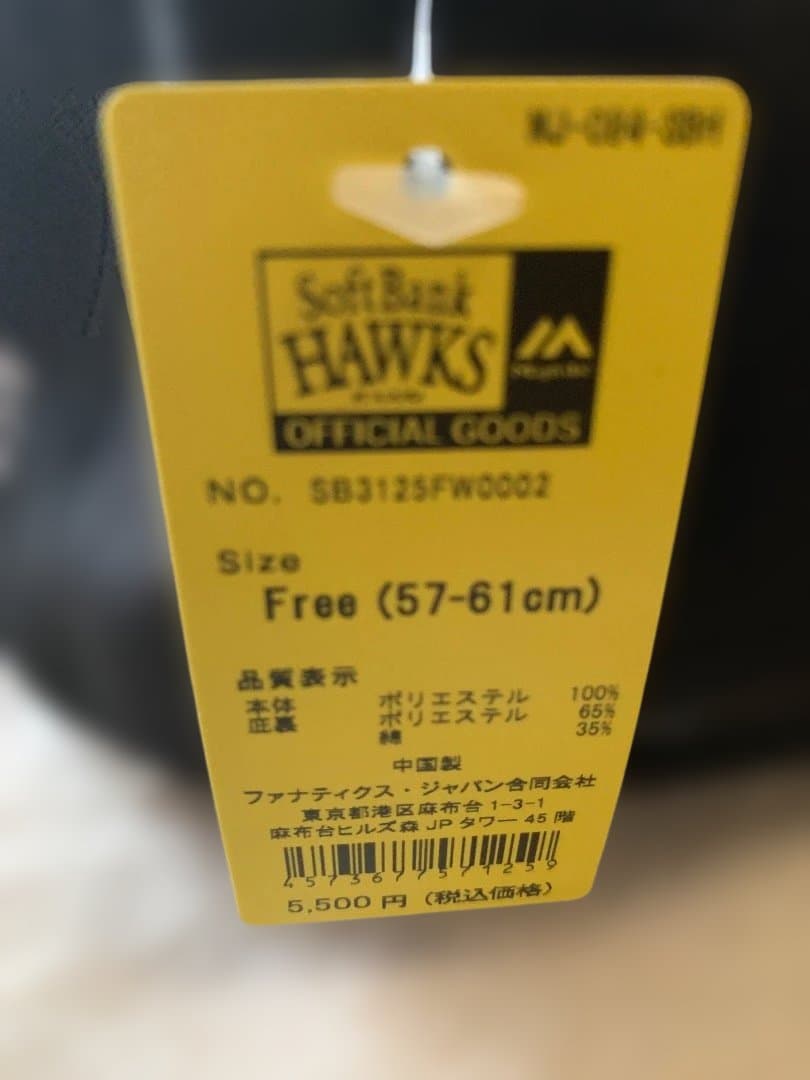 SoftBank
HAWKS
OFFICIAL GOODS
NO. SB3125FW0002
Size
Free (57-61cm)
品質表示
本体 ポリエステル 100%
庇裏 ポリエステル 65%
綿 35%
中国製
ファナティクス・ジャパン合同会社
東京都港区麻布台 1-3-1
麻布台ヒルズ森 JP タワー 45 階
4573677571259
5,500 円 (税込価格)